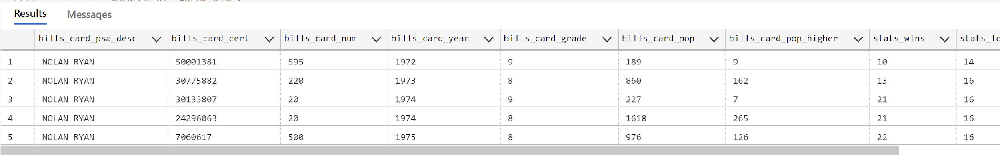 Results Messages
bills_card_psa_desc bills_card_cert bills_card_num bills_card_year bills_card_grade bills_card_pop bills_card_pop_higher stats_wins stats_lo
1 NOLAN RYAN 50001381 595 1972 9 189 9 10 14
2 NOLAN RYAN 30775882 220 1973 8 860 162 13 16
3 NOLAN RYAN 30133807 20 1974 9 227 7 21 16
4 NOLAN RYAN 24296063 20 1974 8 1618 265 21 16
5 NOLAN RYAN 7060617 500 1975 8 976 126 22 16